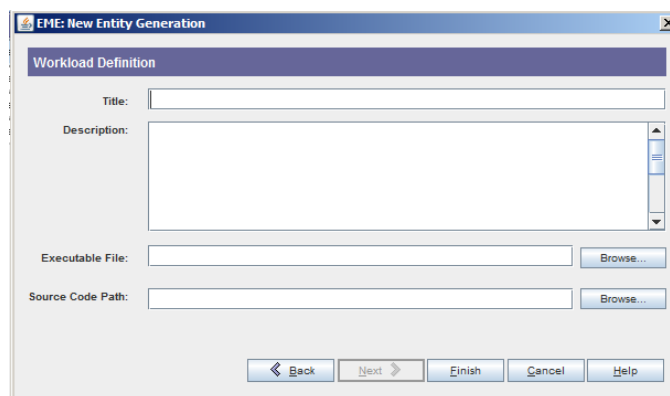 EME: New Entity Generation
Workload Definition
Title:
Description:
Executable File: Browse...
Source Code Path: Browse...
Back Next Finish Cancel Help